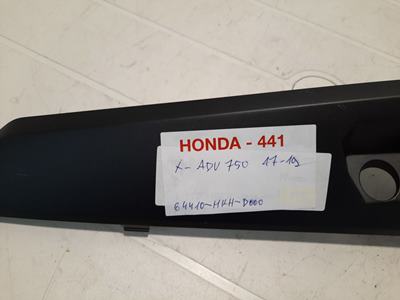 HONDA - 441
X- ADV 750 17-19
64410-MKH-D000